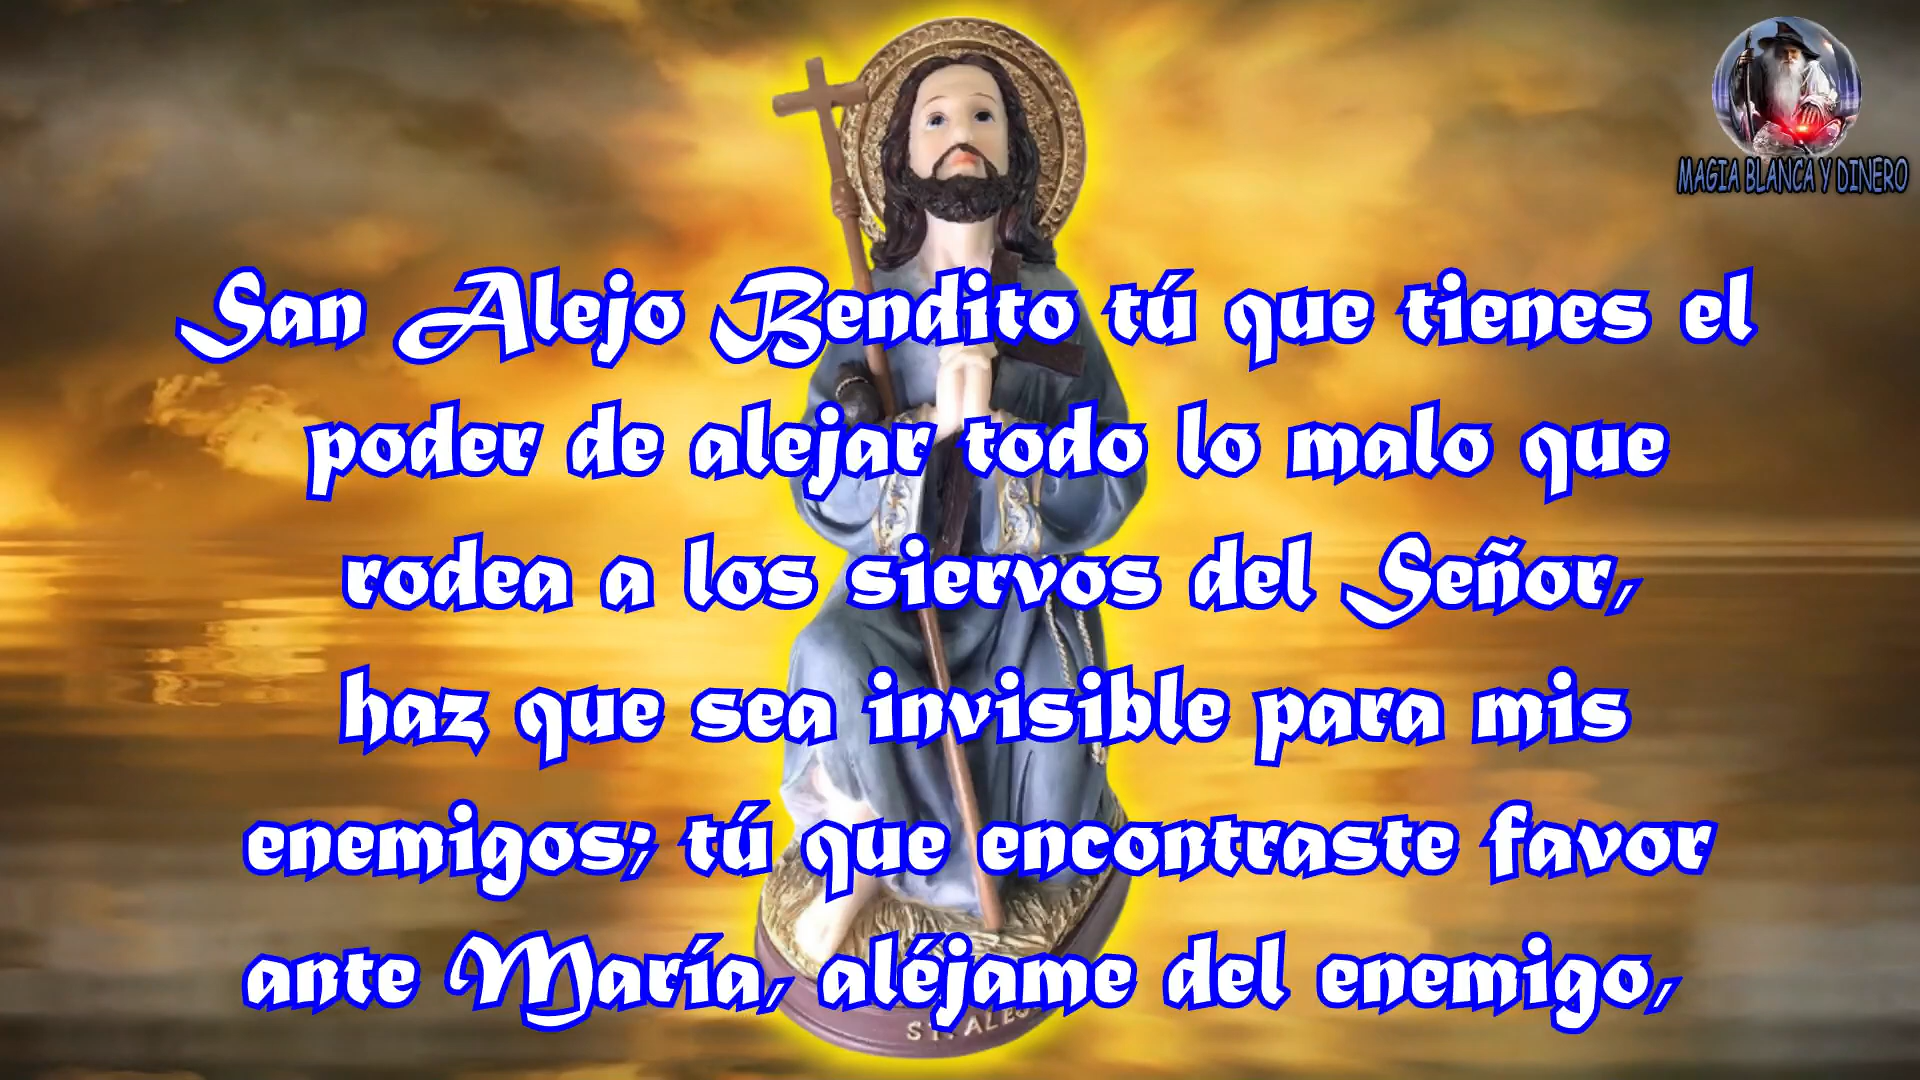 MAGIA BLANCA Y DINERO
San Alejo Bendito tú que tienes el
poder de alejar todo lo malo que
rodea a los siervos del Señor,
haz que sea invisible para mis
enemigos; tú que encontraste favor
ante María, aléjame del enemigo,
ST. ALEJ